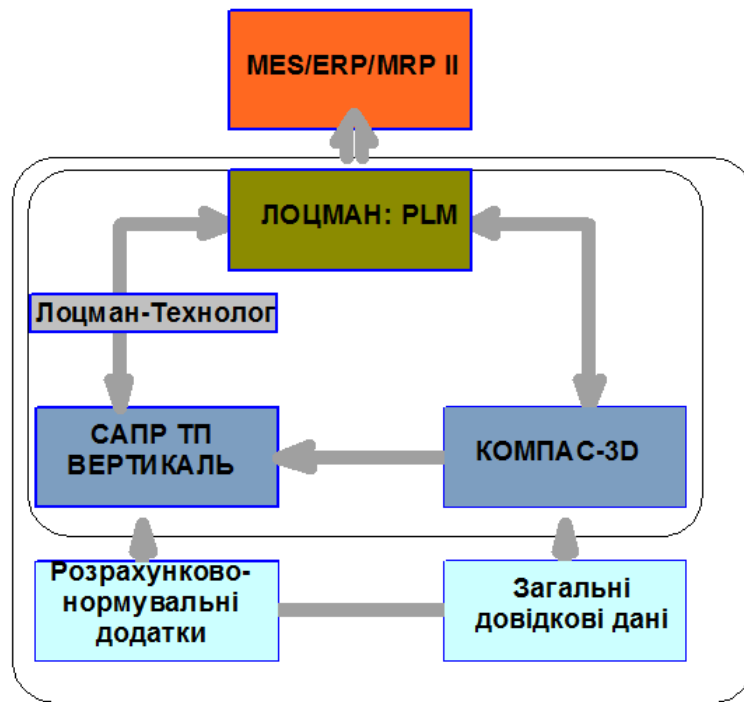 MES/ERP/MRP II
ЛОЦМАН: PLM
Лоцман-Технолог
САПР ТП
ВЕРТИКАЛЬ
КОМПАС-3D
Розрахунково-
нормувальні
додатки
Загальні
довідкові дані